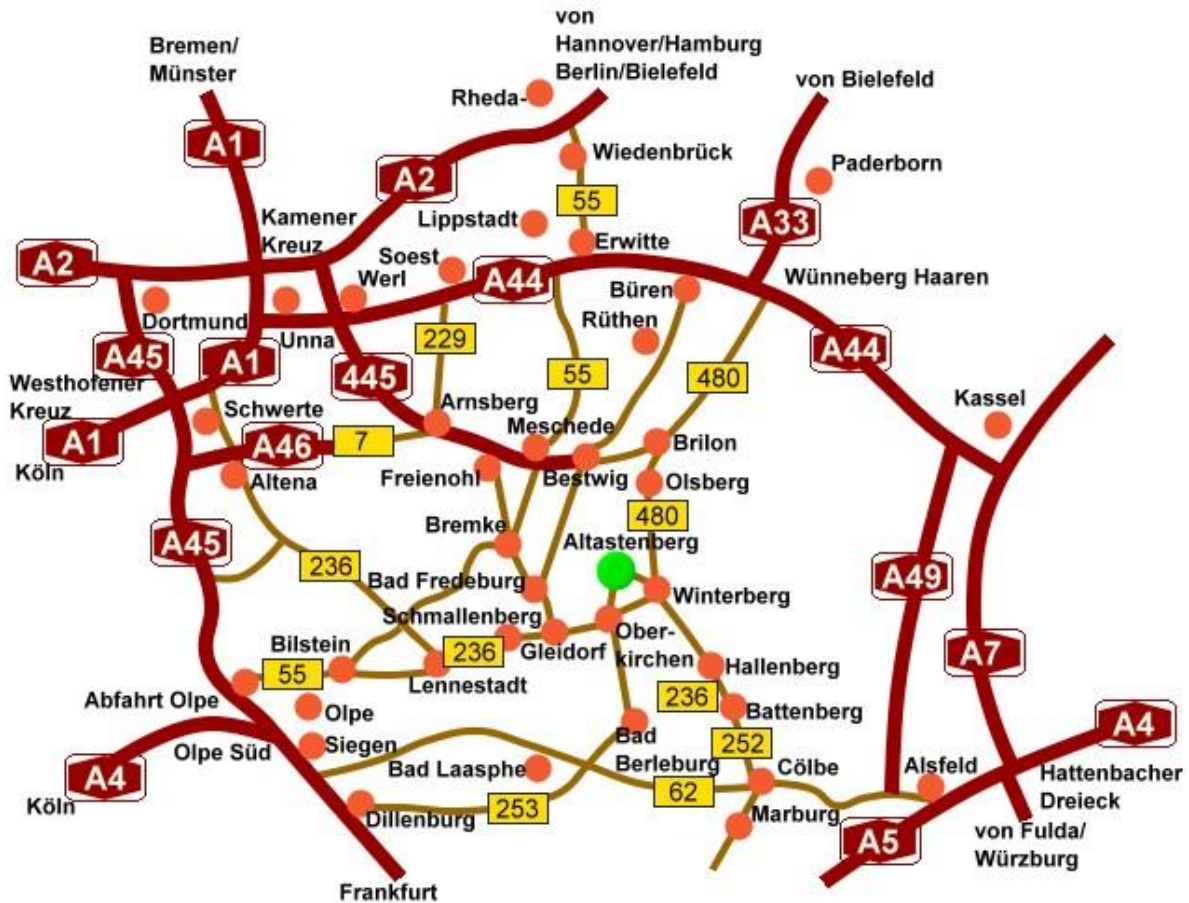 von
Hannover/Hamburg
Berlin/Bielefeld
Bremen/
Münster
von Bielefeld
Rheda-
A1
A2
Wiedenbrück
Paderborn
55
Lippstadt
A33
Kamener
Kreuz
Erwitte
A2
Soest
A44
Werl
Wünneberg Haaren
Büren
Rüthen
Dortmund
Unna
229
A45
A1
445
55
480
A44
Westhofener
Kreuz
Schwerte
Arnsberg
Kassel
A1
A46
7
Meschede
Brilon
Köln
Altena
Freienohl
Bestwig
Olsberg
480
Bremke
A45
Altastenberg
236
Bad Fredeburg
A49
Winterberg
Schmallenberg
Bilstein
236
Gleidorf
Ober-
kirchen
A7
55
Lennestadt
Hallenberg
Abfahrt Olpe
236
Olpe
Battenberg
A4
Olpe Süd
Siegen
Bad
252
Bad Laasphe
Berleburg
Cölbe
Alsfeld
A4
Hattenbacher
Dreieck
Köln
62
253
Dillenburg
Marburg
A5
von Fulda/
Würzburg
Frankfurt